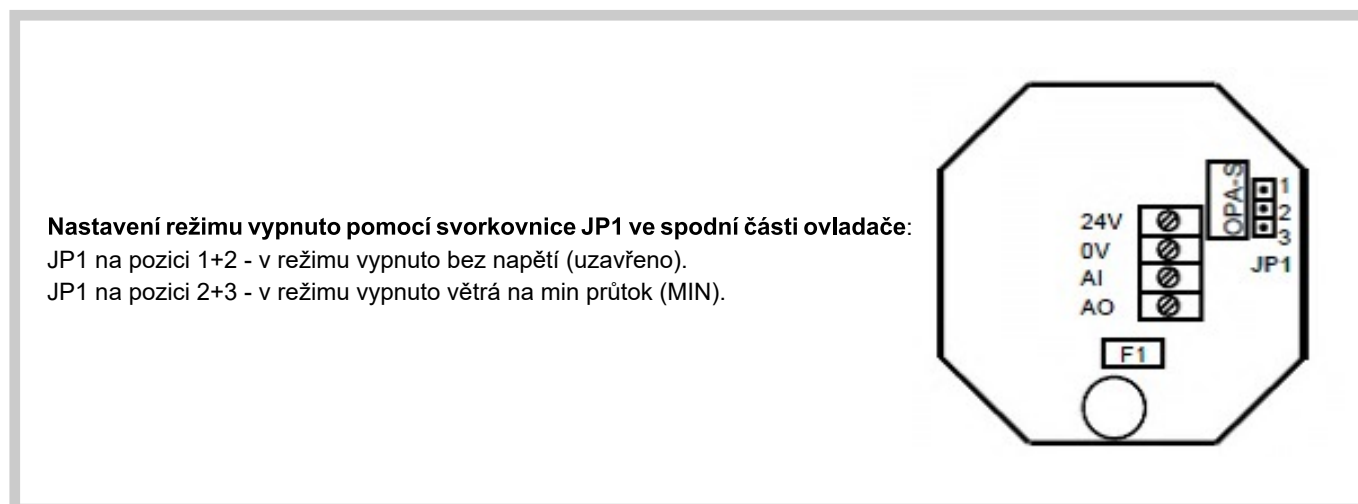 Nastavení režimu vypnuto pomocí svorkovnice JP1 ve spodní části ovladače:
JP1 na pozici 1+2 - v režimu vypnuto bez napětí (uzavřeno).
JP1 na pozici 2+3 - v režimu vypnuto větrá na min průtok (MIN).
OPA-S
1
2
3
JP1
24V
0V
AI
AO
F1